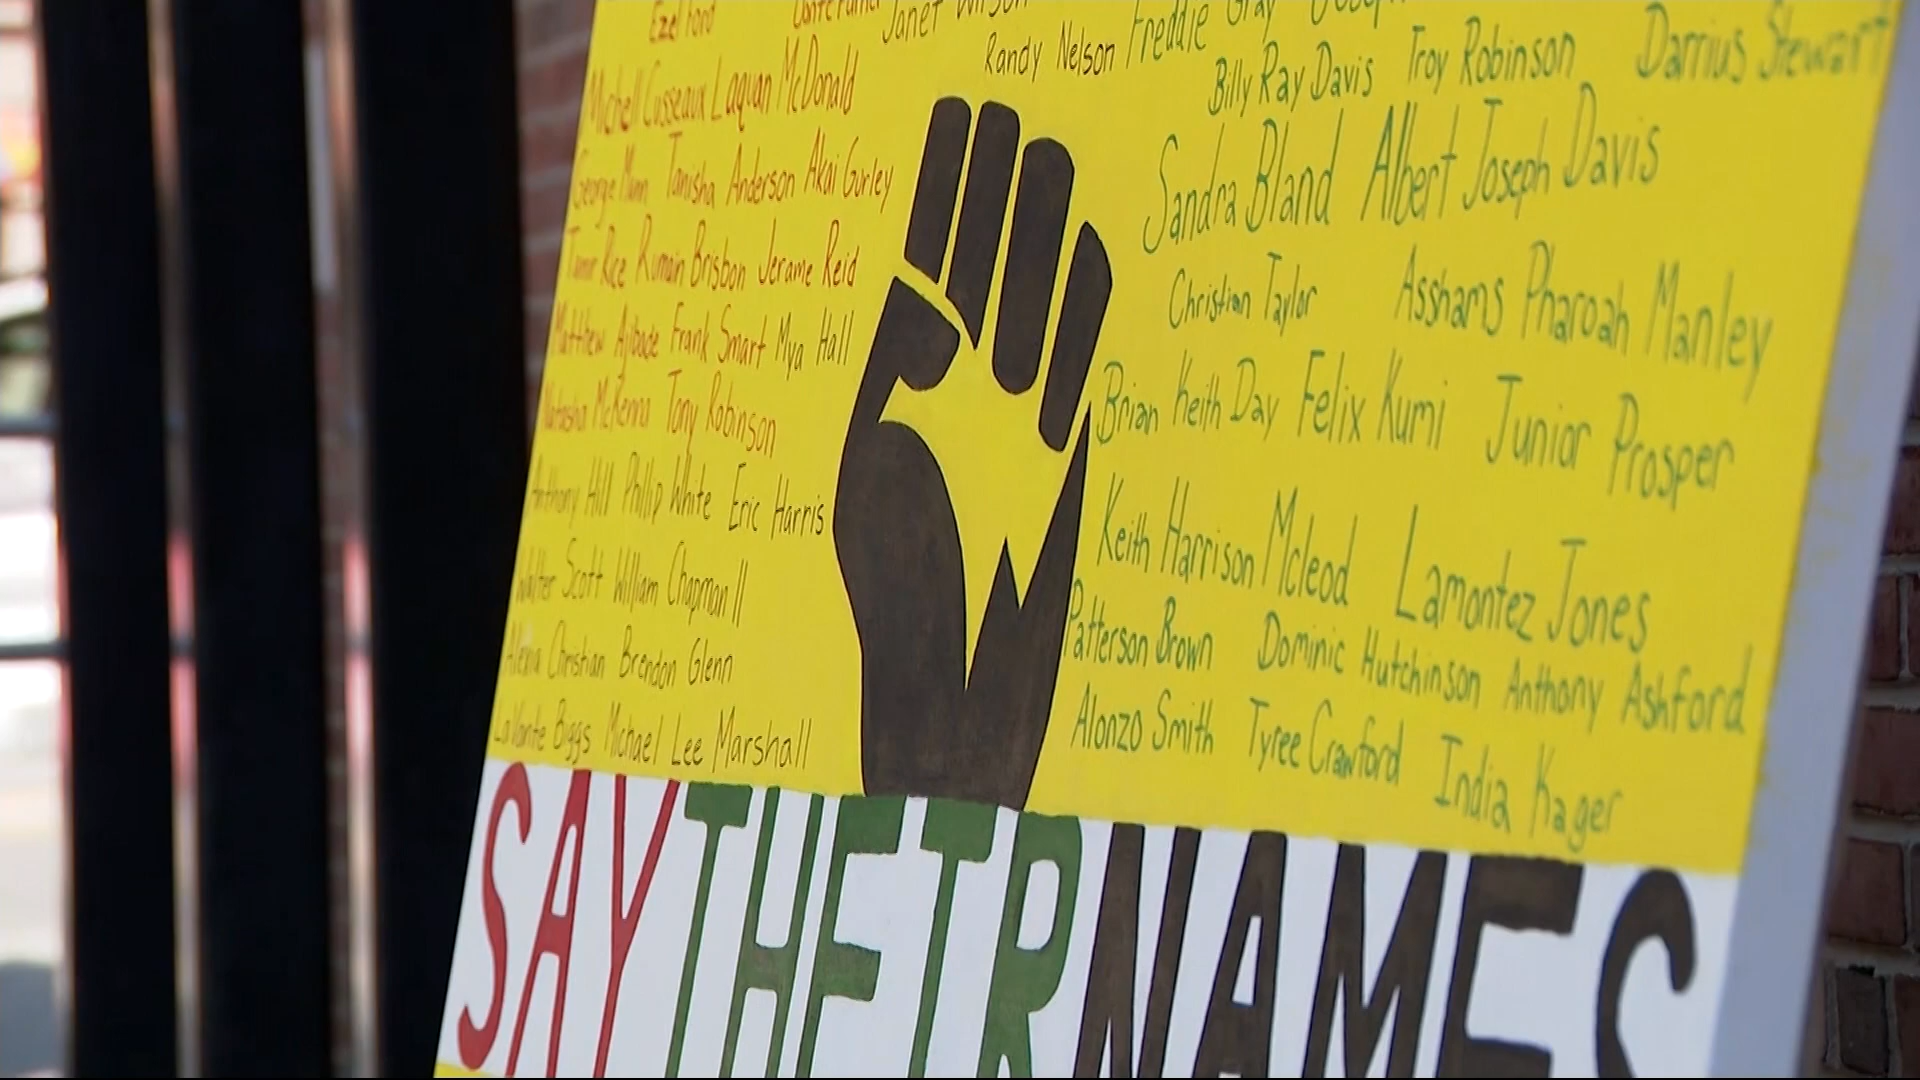 Ezel Ford
Janet Wilson
Freddie Gray
Randy Nelson
Michell Cusseaux Laquan McDonald
George Mann Tanisha Anderson Akai Gurley
Tamir Rice Rumain Brisbon Jerame Reid
Matthew Ajibade Frank Smart Mya Hall
Natasha McKenna Tony Robinson
Anthony Hill Phillip White Eric Harris
Walter Scott William Chapman II
Alexia Christian Brendon Glenn
LaVante Biggs Michael Lee Marshall
Billy Ray Davis Troy Robinson Darrius Stewart
Sandra Bland Albert Joseph Davis
Christian Taylor Asshams Pharoah Manley
Brian Keith Day Felix Kumi Junior Prosper
Keith Harrison Mcleod Lamontez Jones
Patterson Brown Dominic Hutchinson Anthony Ashford
Alonzo Smith Tyree Crawford India Kager
SAY THEIR NAMES